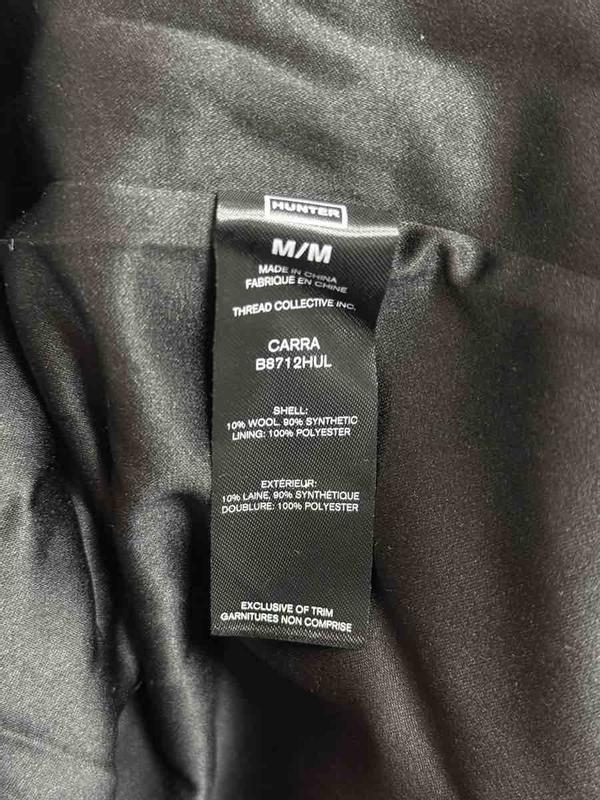 HUNTER
M/M
MADE IN CHINA
FABRIQUE EN CHINE
THREAD COLLECTIVE INC.
CARRA
B8712HUL
SHELL:
10% WOOL, 90% SYNTHETIC
LINING: 100% POLYESTER
EXTÉRIEUR:
10% LAINE, 90% SYNTHÉTIQUE
DOUBLURE: 100% POLYESTER
EXCLUSIVE OF TRIM
GARNITURES NON COMPRISE